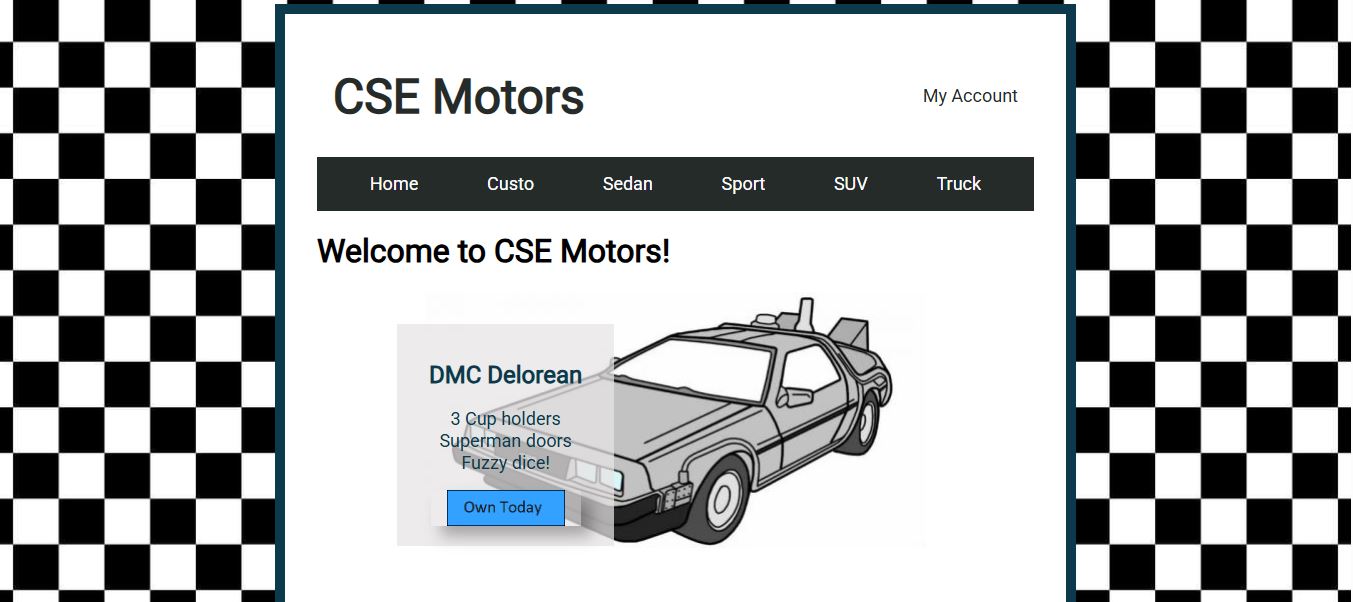 CSE Motors
My Account
Home Custo Sedan Sport SUV Truck
Welcome to CSE Motors!
DMC Delorean
3 Cup holders
Superman doors
Fuzzy dice!
Own Today